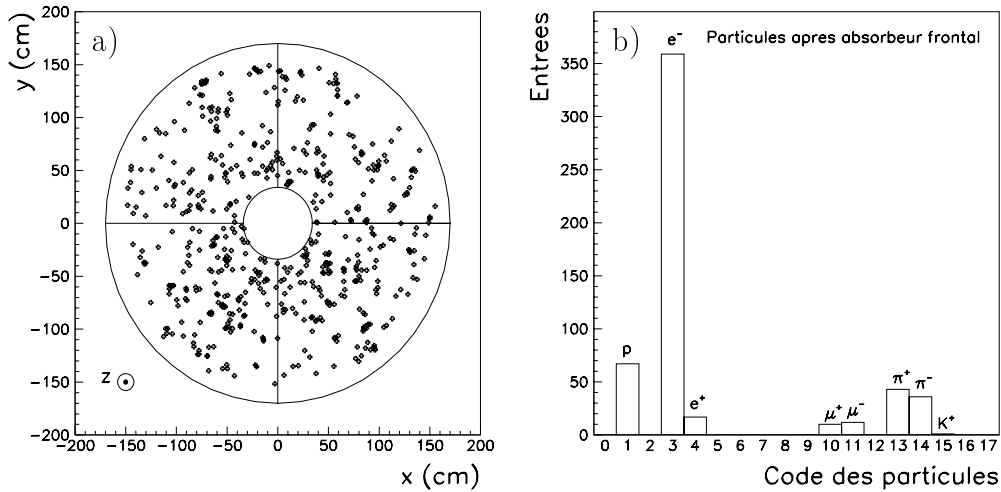 a)
y (cm)
200
150
100
50
0
−50
−100
−150
−200
z
−200 −150 −100 −50 0 50 100 150 200
x (cm)
b)
Particules apres absorbeur frontal
Entrees
350
300
250
200
150
100
50
0
p
e⁻
e⁺
μ⁺
μ⁻
π⁺
π⁻
K⁺
0 1 2 3 4 5 6 7 8 9 10 11 12 13 14 15 16 17
Code des particules